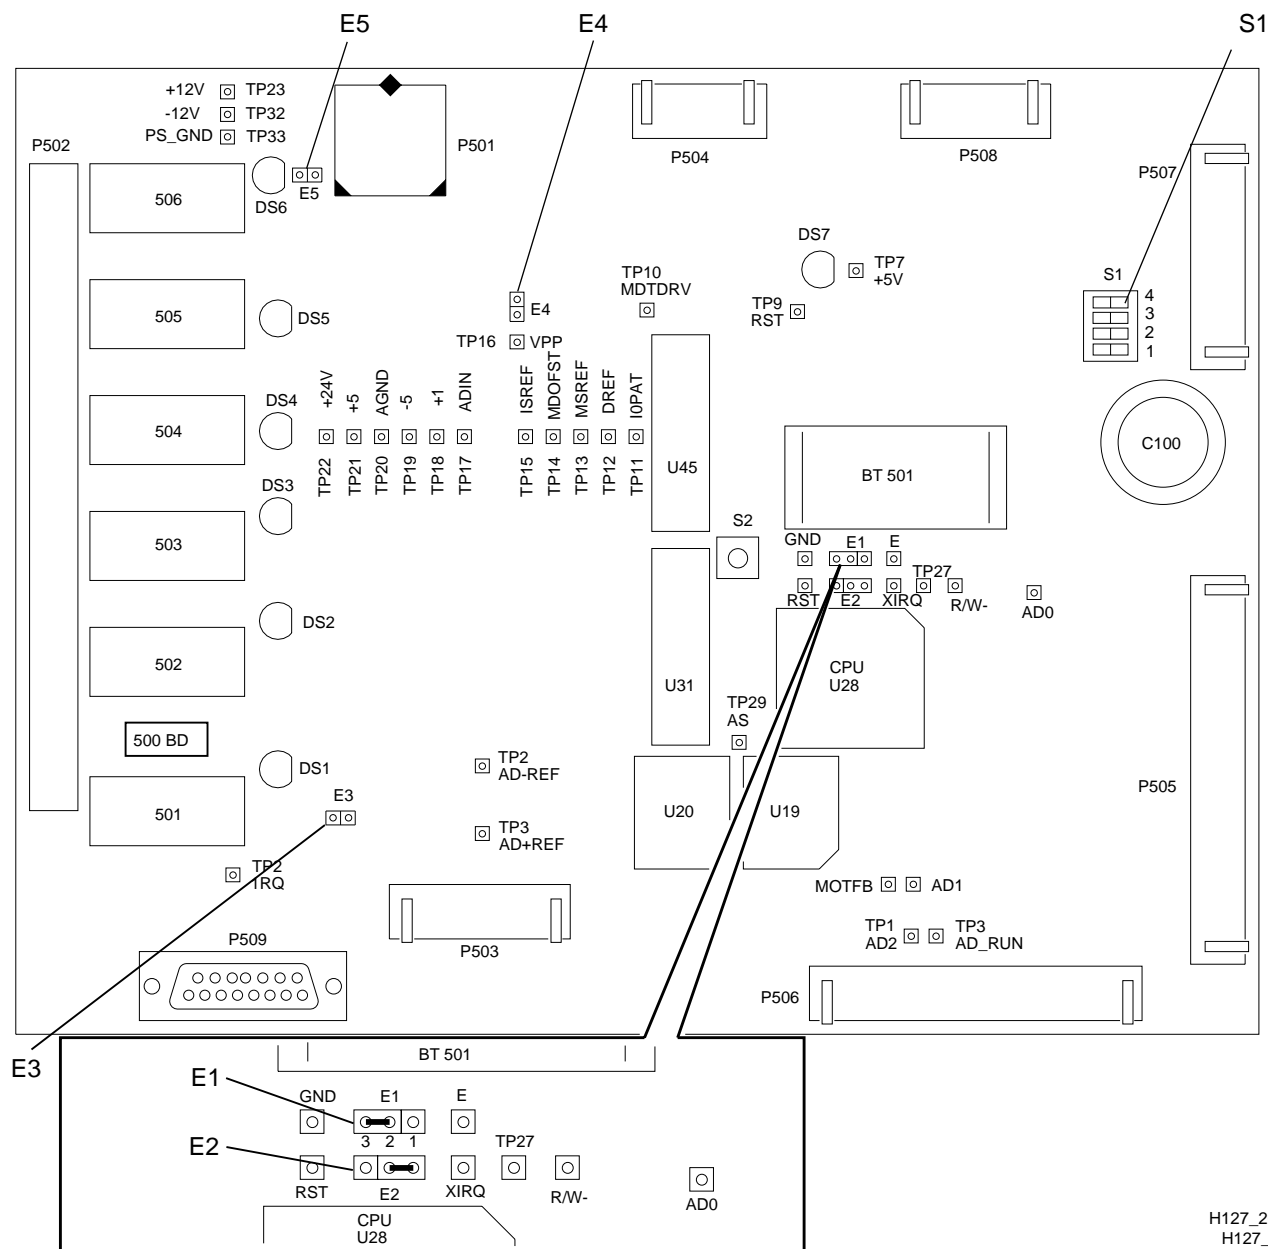 E5
E4
S1
+12V
TP23
-12V
TP32
PS_GND
TP33
P502
P501
P504
P508
P507
506
DS6
E5
DS7
TP7
+5V
TP10
MDTDRV
TP9
RST
S1
4
3
2
1
505
DS5
E4
TP16
VPP
504
DS4
+24V
+5
AGND
-5
+1
ADIN
ISREF
MDOFST
MSREF
DREF
I0PAT
TP22
TP21
TP20
TP19
TP18
TP17
TP15
TP14
TP13
TP12
TP11
U45
BT 501
C100
DS3
503
S2
GND
E1
E
RST
E2
XIRQ
TP27
R/W-
AD0
DS2
502
U31
CPU
U28
TP29
AS
500 BD
DS1
501
E3
TP2
AD-REF
TP3
AD+REF
U20
U19
P505
TP2
TRQ
MOTFB
AD1
TP1
AD2
TP3
AD_RUN
P509
P503
P506
E3
BT 501
E1
GND
E1
E
3
2
1
E2
TP27
RST
E2
XIRQ
R/W-
AD0
CPU
U28
H127_2
H127_